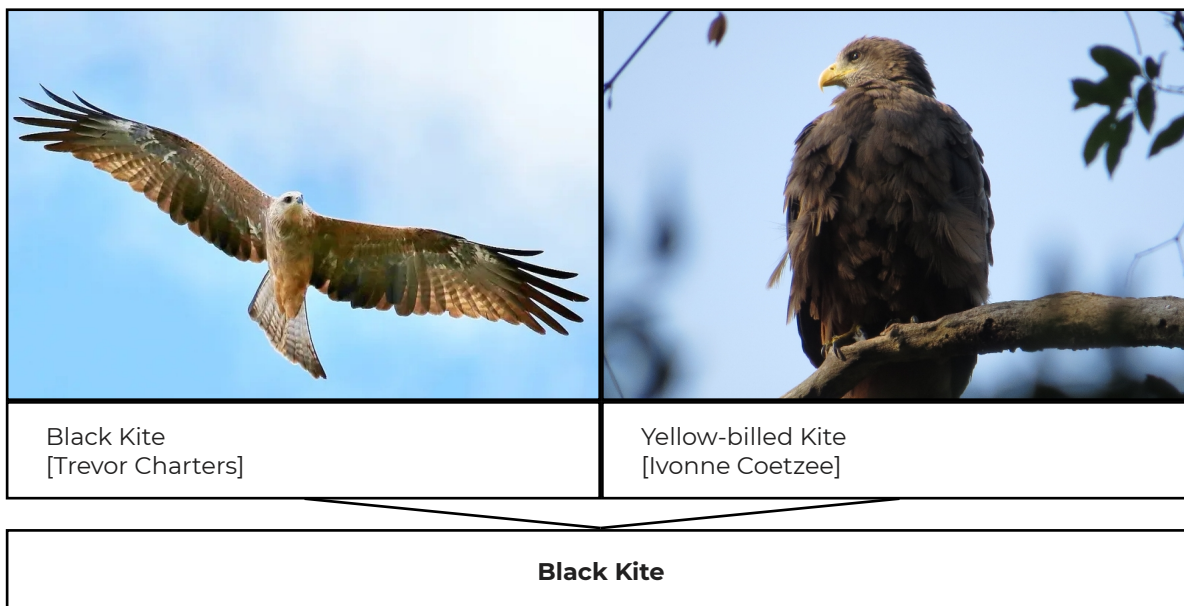 Black Kite
[Trevor Charters]
Yellow-billed Kite
[Ivonne Coetzee]
Black Kite